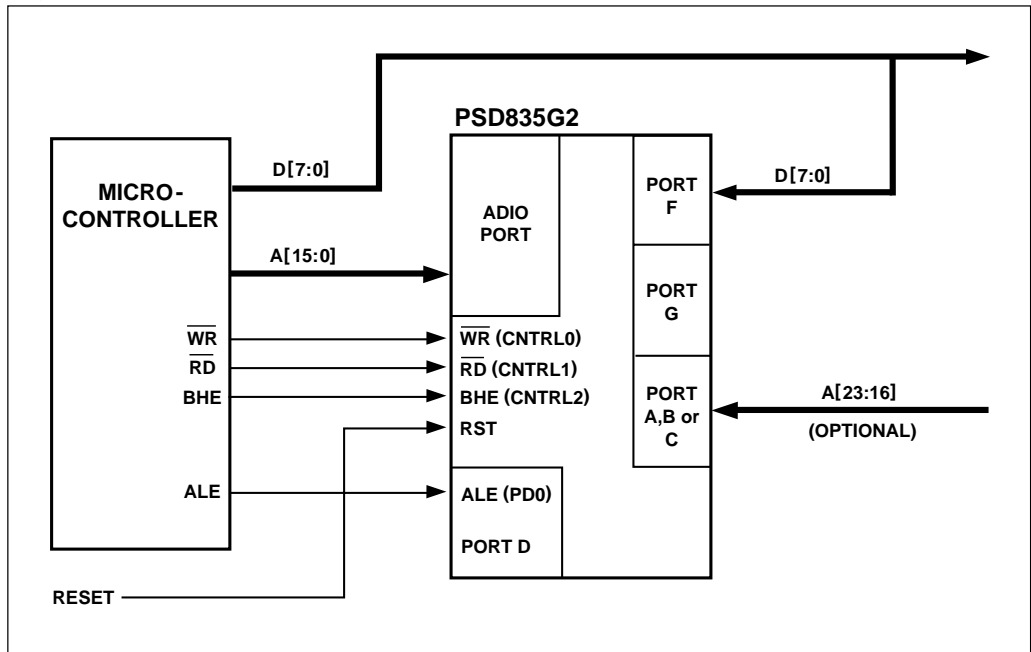 PSD835G2
MICRO-
CONTROLLER
D[7:0]
A[15:0]
WR
RD
BHE
ALE
RESET
ADIO
PORT
WR (CNTRL0)
RD (CNTRL1)
BHE (CNTRL2)
RST
ALE (PD0)
PORT D
PORT
F
PORT
G
PORT
A,B or
C
D[7:0]
A[23:16]
(OPTIONAL)